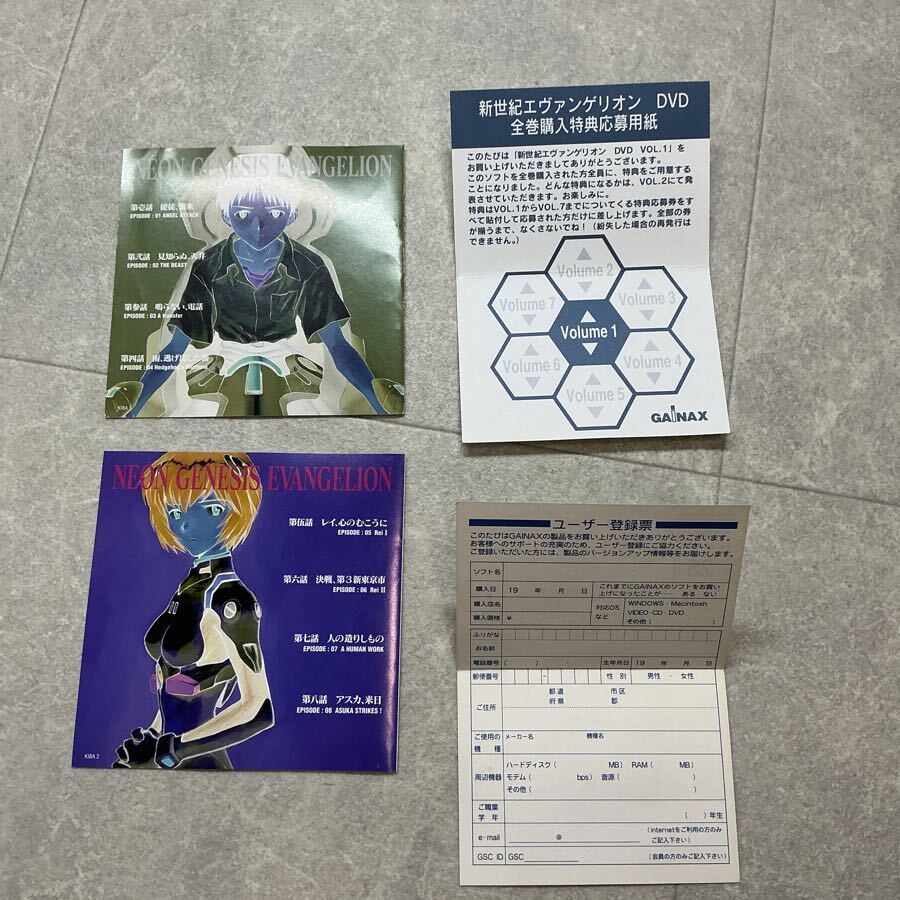 NEON GENESIS EVANGELION
第壱話 使徒、襲来
EPISODE : 01 ANGEL ATTACK
第弐話 見知らぬ、天井
EPISODE : 02 THE BEAST
第参話 鳴らない、電話
EPISODE : 03 A transfer
第四話 雨、逃げ出した後
EPISODE : 04 Hedgehog's Dilemma
KIBA
新世紀エヴァンゲリオン DVD
全巻購入特典応募用紙
このたびは「新世紀エヴァンゲリオン DVD VOL.1」を
お買い上げいただきましてありがとうございます。
このソフトを全巻購入された方全員に、特典をご用意する
ことになりました。どんな特典になるかは、VOL.2にて発
表させていただきます。お楽しみに。
特典はVOL.1からVOL.7までについてくる特典応募券をす
べて貼付して応募された方だけに差し上げます。全部の券
が揃うまで、なくさないでね！（紛失した場合の再発行は
できません。）
Volume 2
Volume 7
Volume 3
Volume 1
Volume 6
Volume 4
Volume 5
GAINAX
NEON GENESIS EVANGELION
第伍話 レイ、心のむこうに
EPISODE : 05 Rei I
第六話 決戦、第3新東京市
EPISODE : 06 Rei II
第七話 人の造りしもの
EPISODE : 07 A HUMAN WORK
第八話 アスカ、来日
EPISODE : 08 ASUKA STRIKES !
KIBA 2
ユーザー登録票
このたびはGAINAXの製品をお買い上げいただきありがとうございます。
お客様へのサポートの充実のため、ユーザー登録にご協力ください。
ご登録いただいた方には、製品のバージョンアップ情報等をお届けします。
ソフト名
購入日 19 年 月 日 これまでにGAINAXのソフトをお買い
上げになったことが…… ある・ない
購入店名
購入価格 ¥
対応OS
など
WINDOWS・Macintosh
VIDEO・CD・DVD
その他（ ）
ふりがな
お名前
電話番号 （ ） - 生年月日 19 年 月 日
郵便番号 - 性 別 男性 ・ 女性
ご住所
都道 市区
府県 郡
ご使用の
機 種
メーカー名 機種名
周辺機器
ハードディスク（ MB） RAM（ MB）
モデム（ bps） 音源（ ）
その他（ ）
ご職業
学 年
（ ）年生
e-mail @ （internetをご利用の方のみ
ご記入下さい）
GSC ID GSC （会員の方のみご記入下さい）